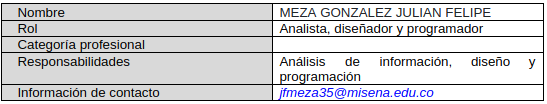 Nombre MEZA GONZALEZ JULIAN FELIPE
Rol Analista, diseñador y programador
Categoría profesional
Responsabilidades Análisis de información, diseño y
programación
Información de contacto jfmeza35@misena.edu.co